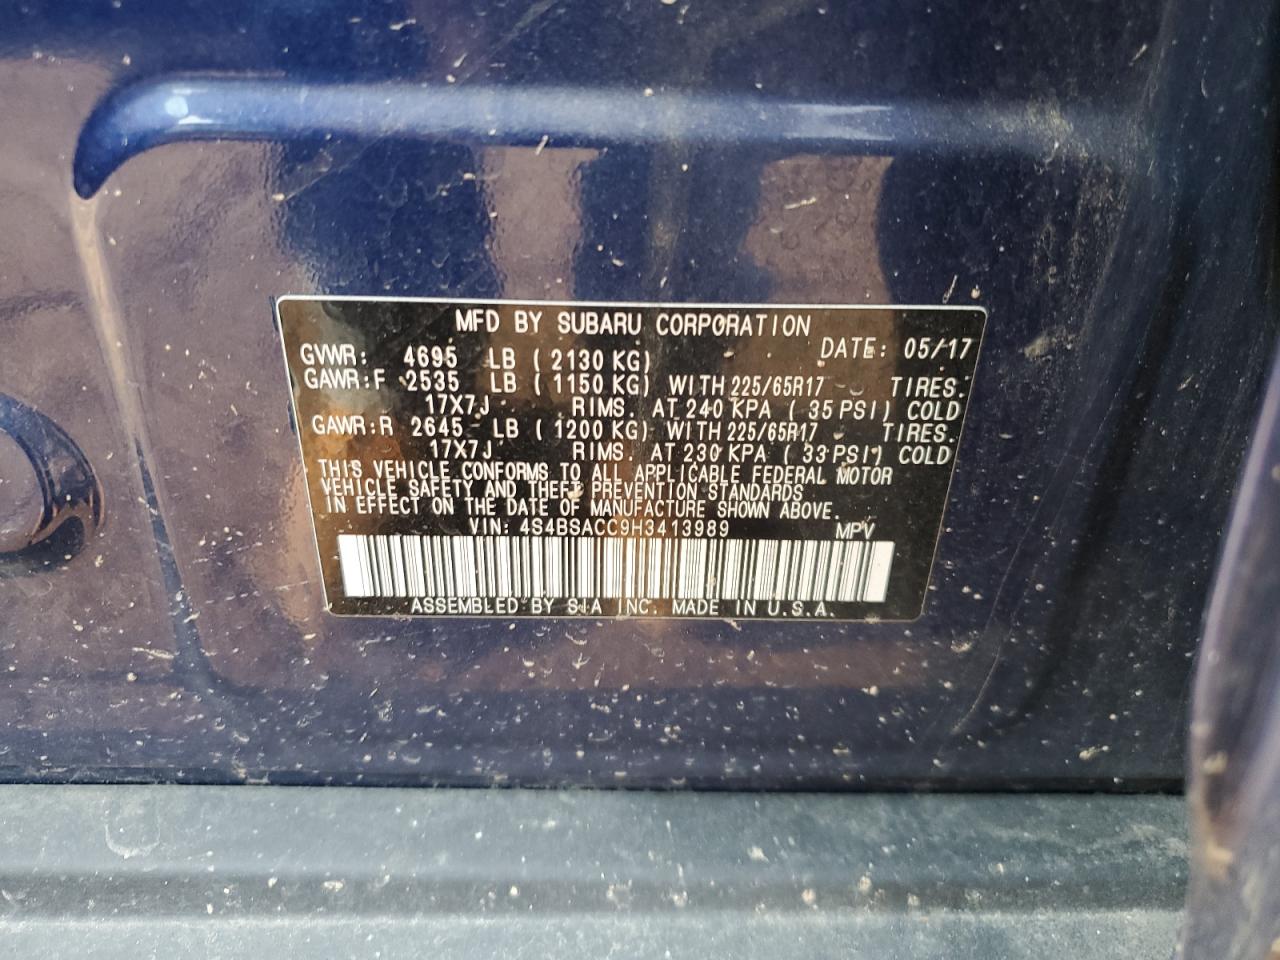 MFD BY SUBARU CORPORATION
GVWR: 4695 LB ( 2130 KG) DATE: 05/17
GAWR:F 2535 LB ( 1150 KG) WITH 225/65R17 TIRES.
17X7J RIMS. AT 240 KPA ( 35 PSI) COLD
GAWR:R 2645 LB ( 1200 KG) WITH 225/65R17 TIRES.
17X7J RIMS. AT 230 KPA ( 33 PSI) COLD
THIS VEHICLE CONFORMS TO ALL APPLICABLE FEDERAL MOTOR
VEHICLE SAFETY AND THEFT PREVENTION STANDARDS
IN EFFECT ON THE DATE OF MANUFACTURE SHOWN ABOVE.
VIN: 4S4BSACC9H3413989 MPV
ASSEMBLED BY SIA INC. MADE IN U.S.A.